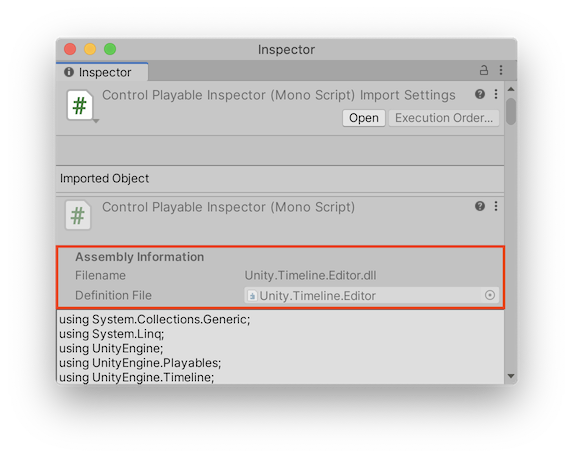 Inspector
Inspector
Control Playable Inspector (Mono Script) Import Settings
Open Execution Order...
Imported Object
#
Control Playable Inspector (Mono Script)
#
Assembly Information
Filename Unity.Timeline.Editor.dll
Definition File Unity.Timeline.Editor
using System.Collections.Generic;
using System.Linq;
using UnityEngine;
using UnityEngine.Playables;
using UnityEngine.Timeline;